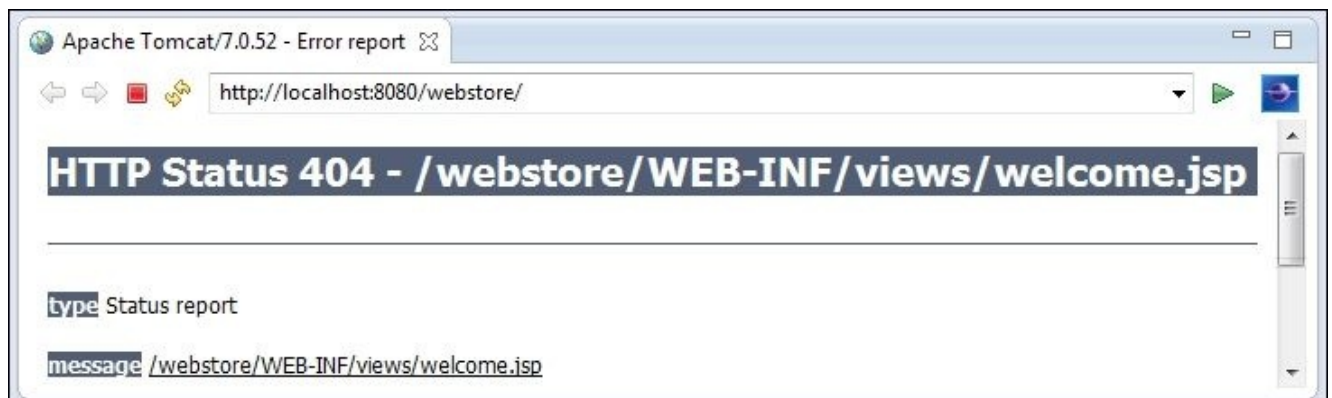 Apache Tomcat/7.0.52 - Error report
http://localhost:8080/webstore/
HTTP Status 404 - /webstore/WEB-INF/views/welcome.jsp
type Status report
message /webstore/WEB-INF/views/welcome.jsp